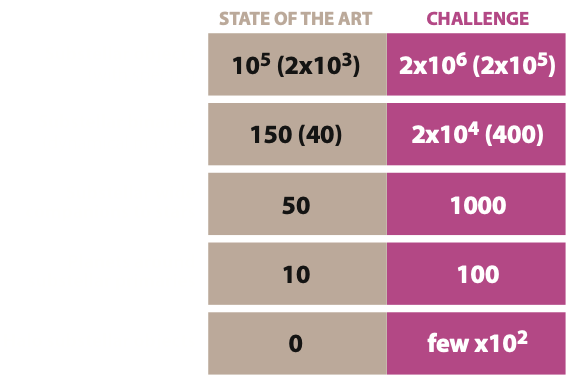 STATE OF THE ART CHALLENGE
10⁵ (2x10³) 2x10⁶ (2x10⁵)
150 (40) 2x10⁴ (400)
50 1000
10 100
0 few x10²